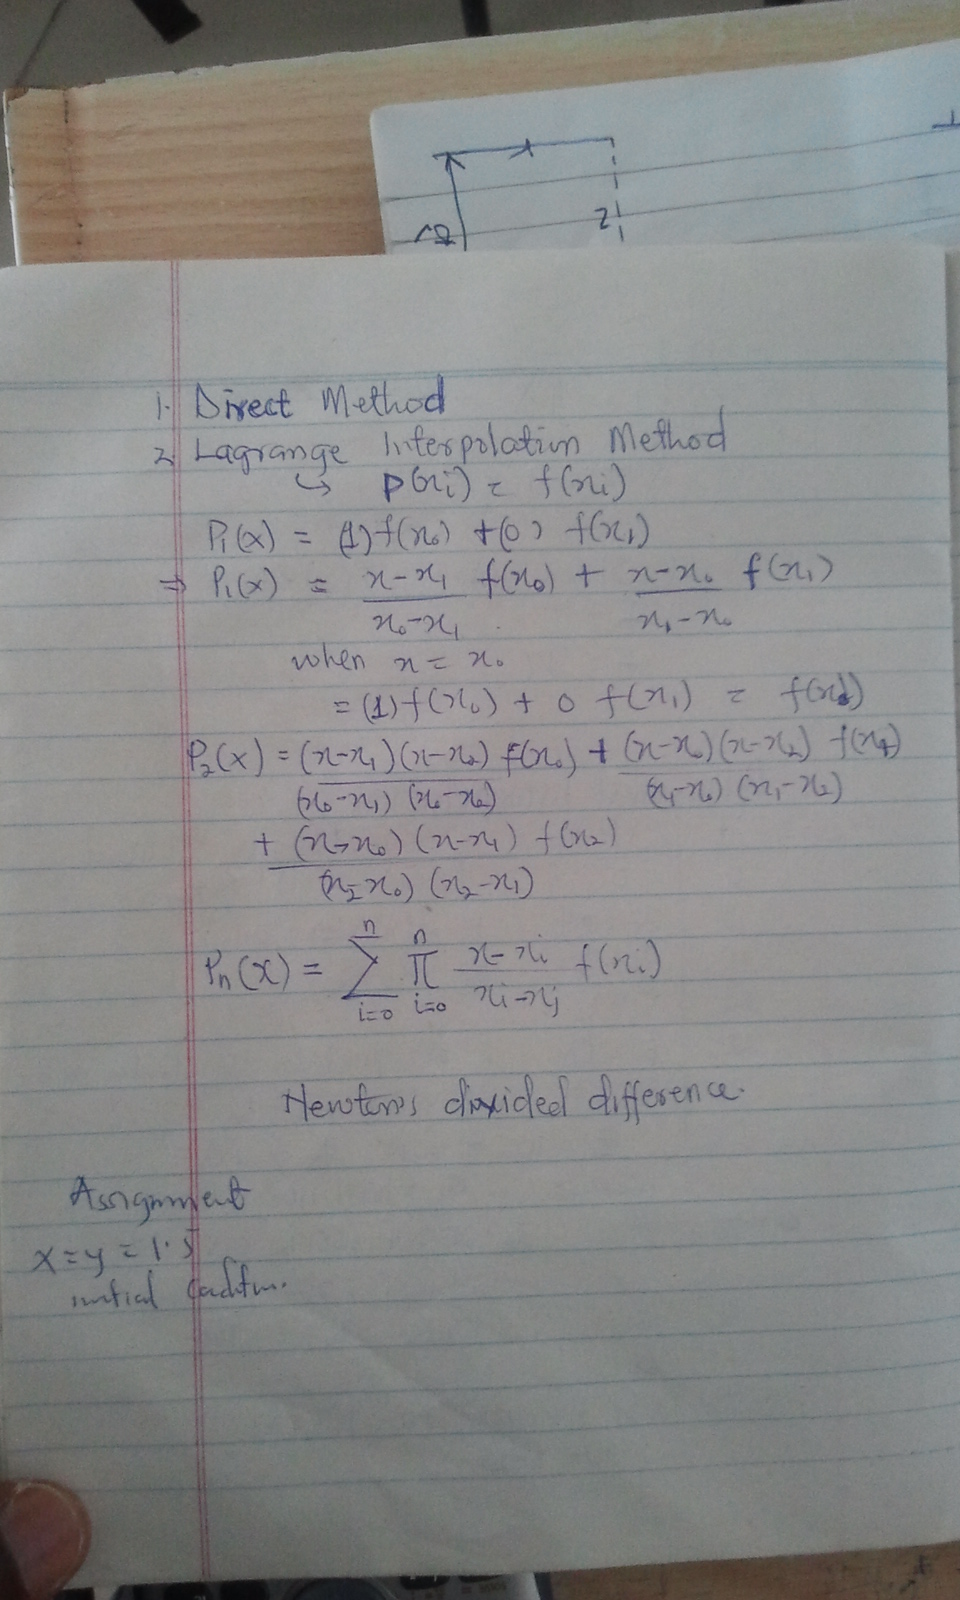 1. Direct Method
2. Lagrange Interpolation Method
↳ P(xi) = f(xi)
P1(x) = (1) f(x0) + (0) f(x1)
⇒ P1(x) = x-x1/x0-x1 f(x0) + x-x0/x1-x0 f(x1)
when x = x0
= (1) f(x0) + 0 f(x1) = f(x0)
P2(x) = (x-x1)(x-x2)/(x0-x1)(x0-x2) f(x0) + (x-x0)(x-x2)/(x1-x0)(x1-x2) f(x1)
+ (x-x0)(x-x1)/(x2-x0)(x2-x1) f(x2)
Pn(x) = n Σ i=0 n π i=0 x-xi/xi-xj f(xi)
Newton's divided difference.
Assignment
x = y = 1.5
initial
2